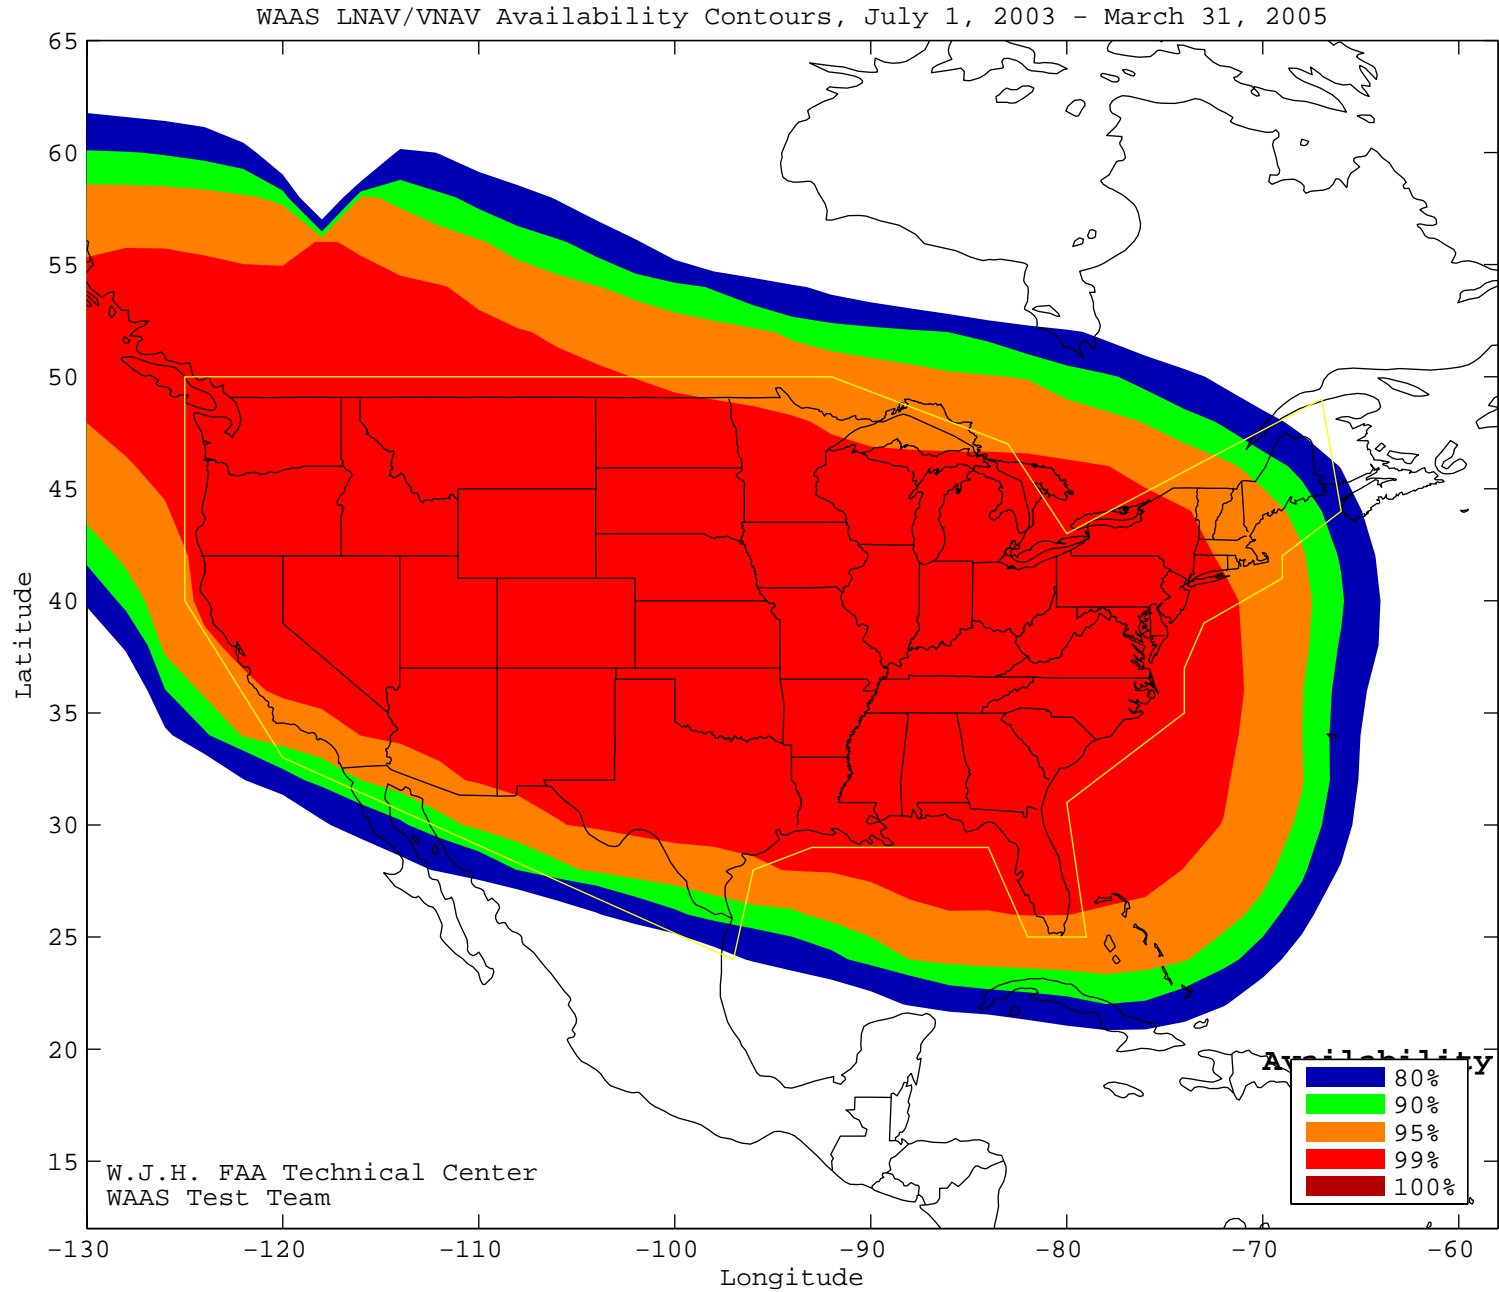 WAAS LNAV/VNAV Availability Contours, July 1, 2003 – March 31, 2005
65
60
55
50
45
40
35
30
25
20
15
Latitude
Availability
80%
90%
95%
99%
100%
W.J.H. FAA Technical Center
WAAS Test Team
−130 −120 −110 −100 −90 −80 −70 −60
Longitude